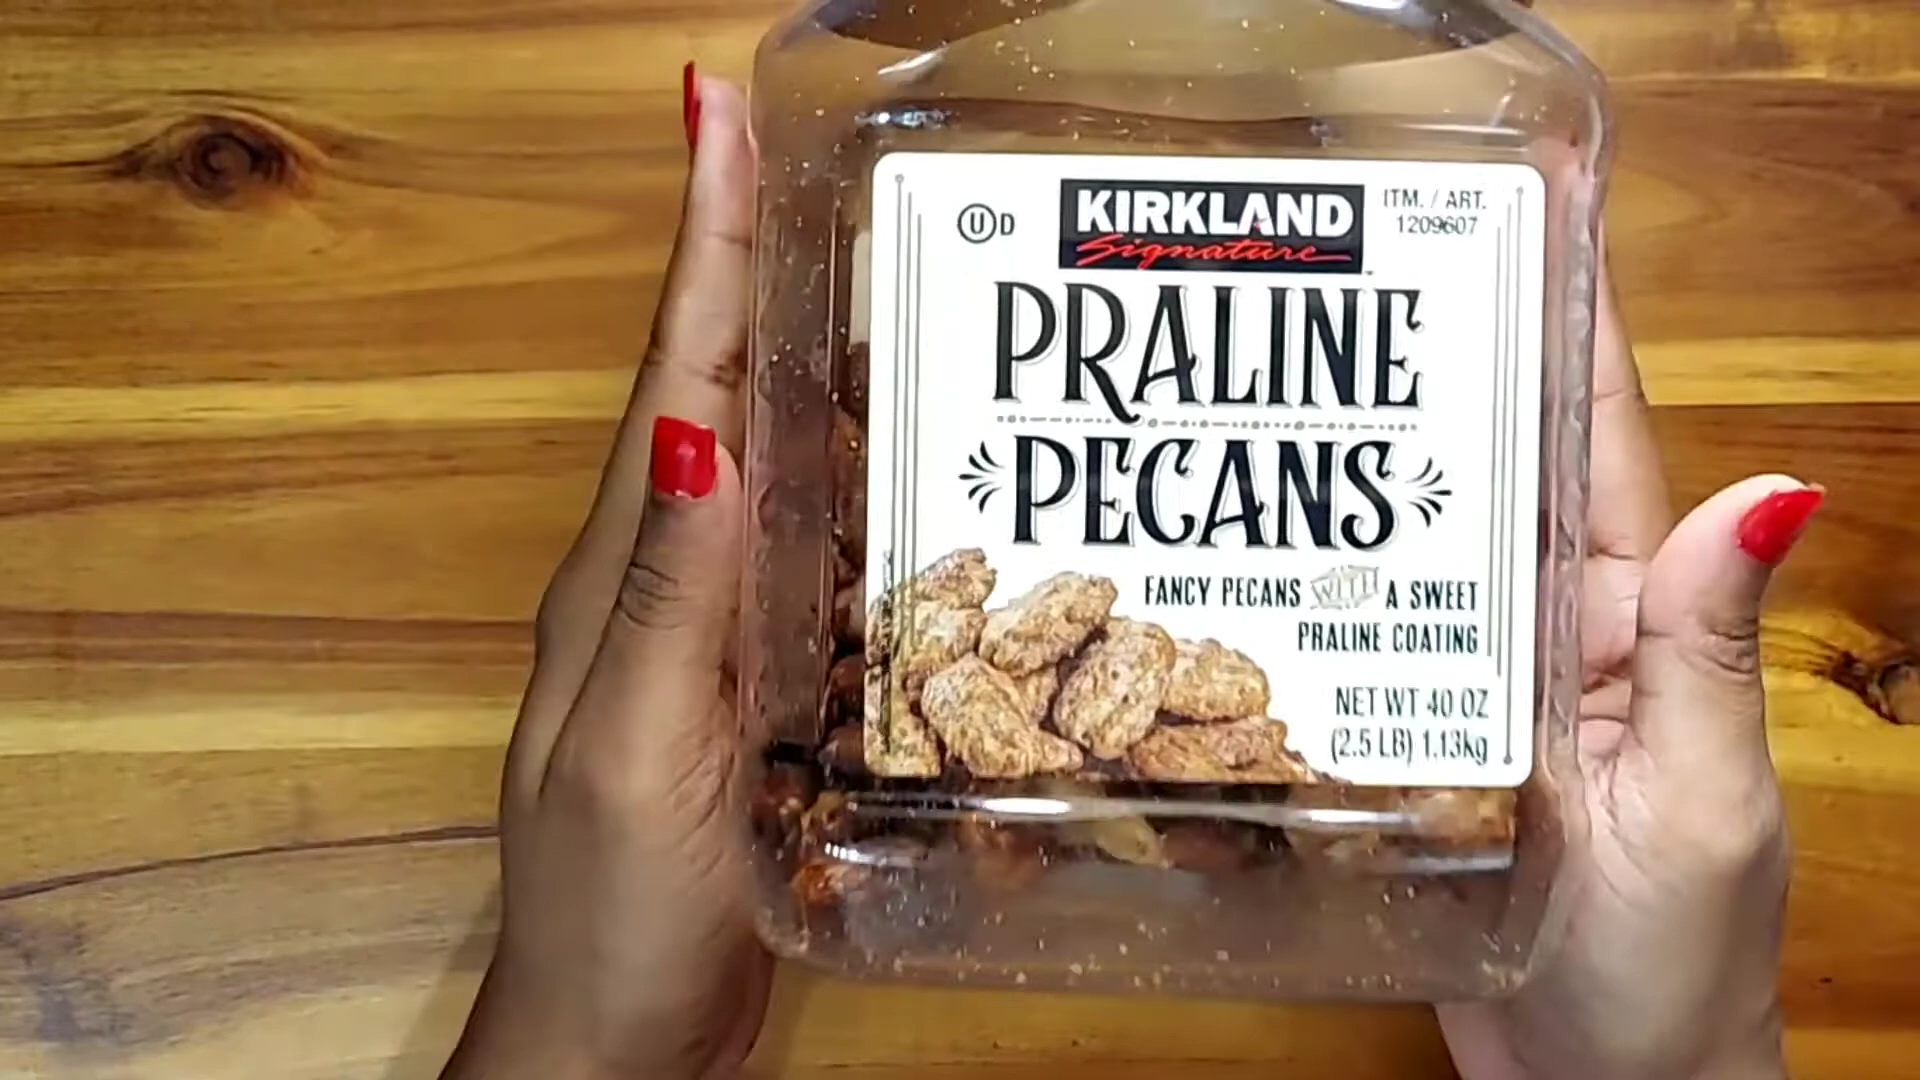 Ⓤ D
KIRKLAND
Signature
ITM. / ART.
1209607
PRALINE
PECANS
FANCY PECANS WITH A SWEET
PRALINE COATING
NET WT 40 OZ
(2.5 LB) 1.13kg